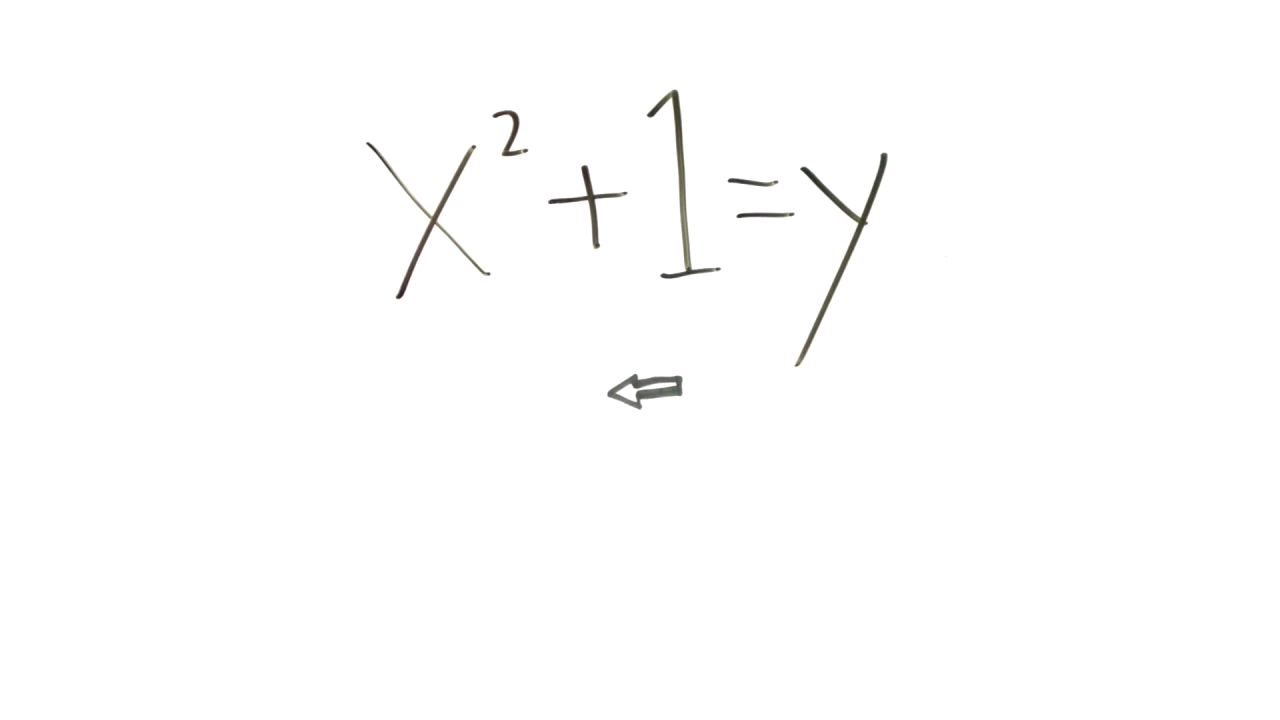 x² + 1 = y
⇦